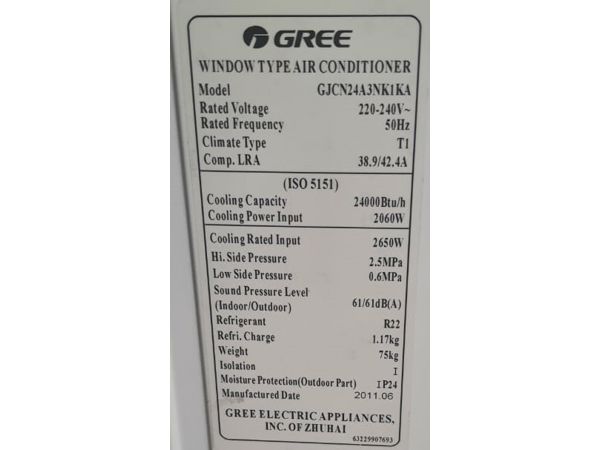 GREE
WINDOW TYPE AIR CONDITIONER
Model GJCN24A3NK1KA
Rated Voltage 220-240V~
Rated Frequency 50Hz
Climate Type T1
Comp. LRA 38.9/42.4A
(ISO 5151)
Cooling Capacity 24000Btu/h
Cooling Power Input 2060W
Cooling Rated Input 2650W
Hi. Side Pressure 2.5MPa
Low Side Pressure 0.6MPa
Sound Pressure Level
(Indoor/Outdoor) 61/61dB(A)
Refrigerant R22
Refri. Charge 1.17kg
Weight 75kg
Isolation I
Moisture Protection(Outdoor Part) IP24
Manufactured Date 2011.06
GREE ELECTRIC APPLIANCES,
INC. OF ZHUHAI
63229907693